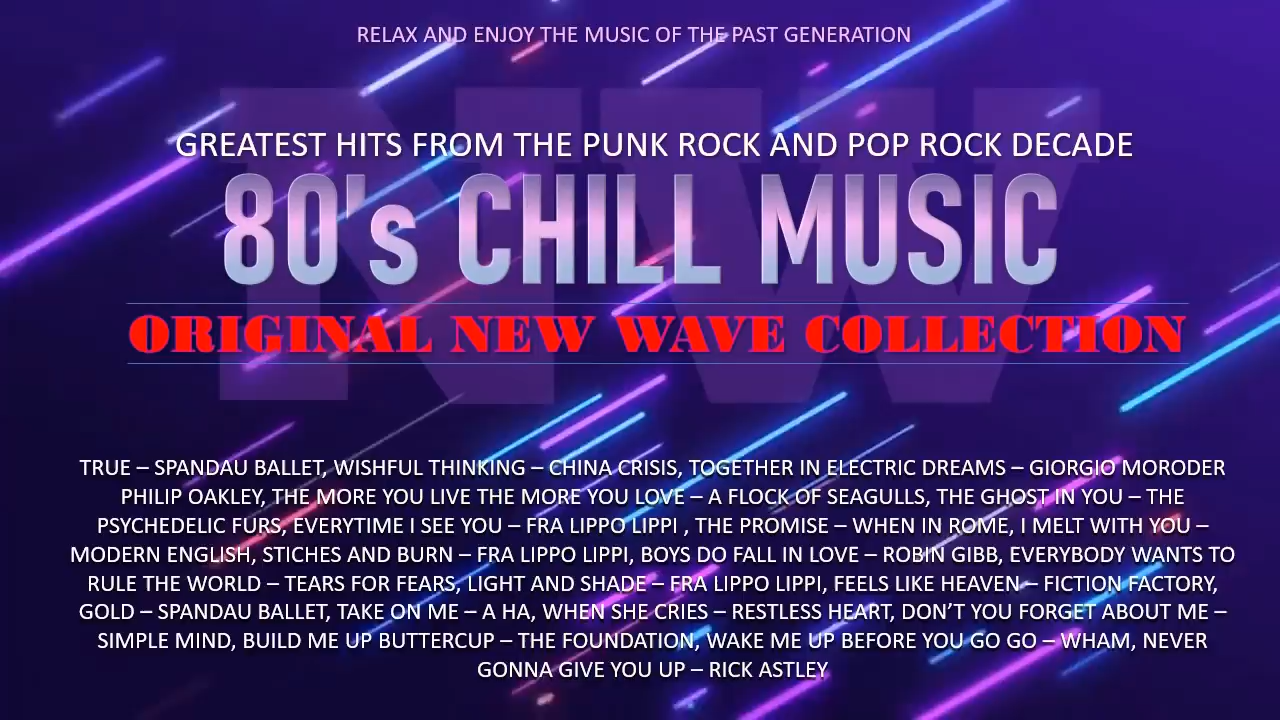 RELAX AND ENJOY THE MUSIC OF THE PAST GENERATION
NW
GREATEST HITS FROM THE PUNK ROCK AND POP ROCK DECADE
80's CHILL MUSIC
ORIGINAL NEW WAVE COLLECTION
TRUE – SPANDAU BALLET, WISHFUL THINKING – CHINA CRISIS, TOGETHER IN ELECTRIC DREAMS – GIORGIO MORODER
PHILIP OAKLEY, THE MORE YOU LIVE THE MORE YOU LOVE – A FLOCK OF SEAGULLS, THE GHOST IN YOU – THE
PSYCHEDELIC FURS, EVERYTIME I SEE YOU – FRA LIPPO LIPPI , THE PROMISE – WHEN IN ROME, I MELT WITH YOU –
MODERN ENGLISH, STICHES AND BURN – FRA LIPPO LIPPI, BOYS DO FALL IN LOVE – ROBIN GIBB, EVERYBODY WANTS TO
RULE THE WORLD – TEARS FOR FEARS, LIGHT AND SHADE – FRA LIPPO LIPPI, FEELS LIKE HEAVEN – FICTION FACTORY,
GOLD – SPANDAU BALLET, TAKE ON ME – A HA, WHEN SHE CRIES – RESTLESS HEART, DON'T YOU FORGET ABOUT ME –
SIMPLE MIND, BUILD ME UP BUTTERCUP – THE FOUNDATION, WAKE ME UP BEFORE YOU GO GO – WHAM, NEVER
GONNA GIVE YOU UP – RICK ASTLEY